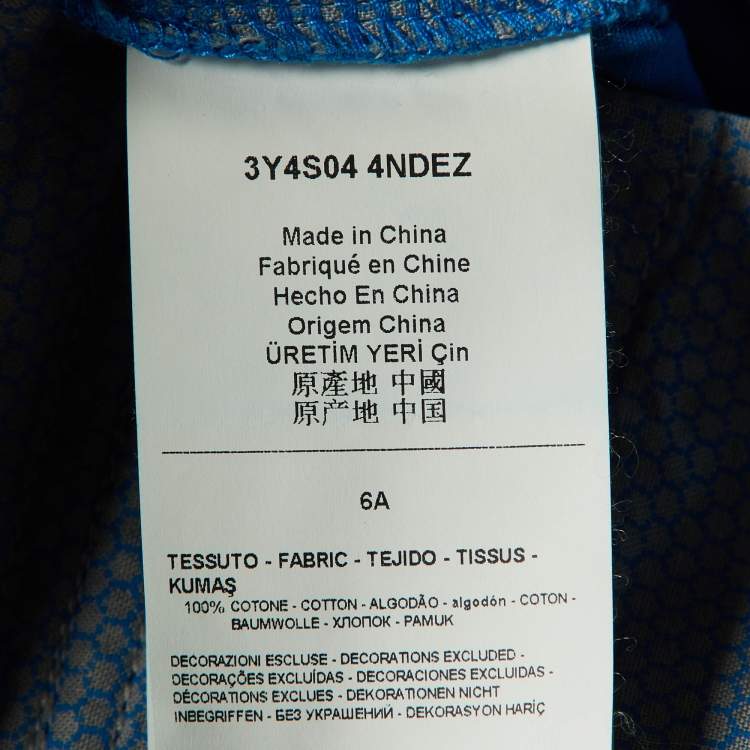 3Y4S04 4NDEZ
Made in China
Fabriqué en Chine
Hecho En China
Origem China
ÜRETİM YERİ Çin
原產地 中國
原产地 中国
6A
TESSUTO - FABRIC - TEJIDO - TISSUS -
KUMAŞ
100% COTONE - COTTON - ALGODÃO - algodón - COTON -
BAUMWOLLE - ХЛОПОК - PAMUK
DECORAZIONI ESCLUSE - DECORATIONS EXCLUDED -
DECORAÇÕES EXCLUÍDAS - DECORACIONES EXCLUIDAS -
DÉCORATIONS EXCLUES - DEKORATIONEN NICHT
INBEGRIFFEN - БЕЗ УКРАШЕНИЙ - DEKORASYON HARİÇ